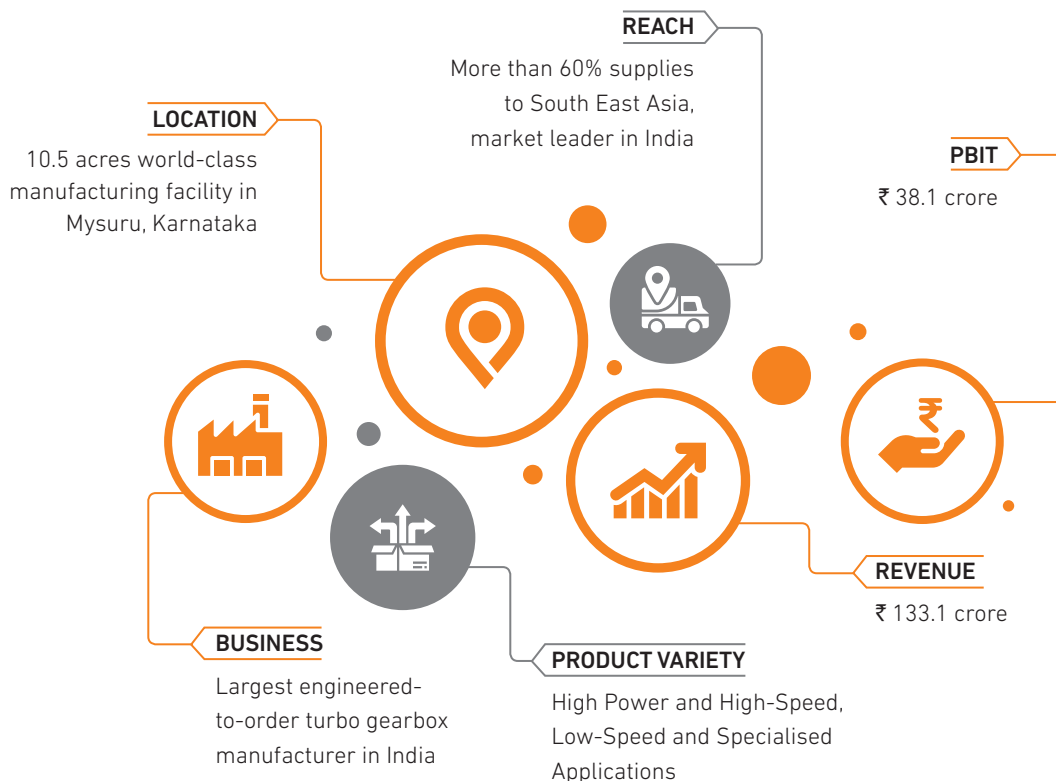 REACH
More than 60% supplies
to South East Asia,
market leader in India
LOCATION
10.5 acres world-class
manufacturing facility in
Mysuru, Karnataka
PBIT
₹ 38.1 crore
₹
REVENUE
₹ 133.1 crore
BUSINESS
Largest engineered-
to-order turbo gearbox
manufacturer in India
PRODUCT VARIETY
High Power and High-Speed,
Low-Speed and Specialised
Applications